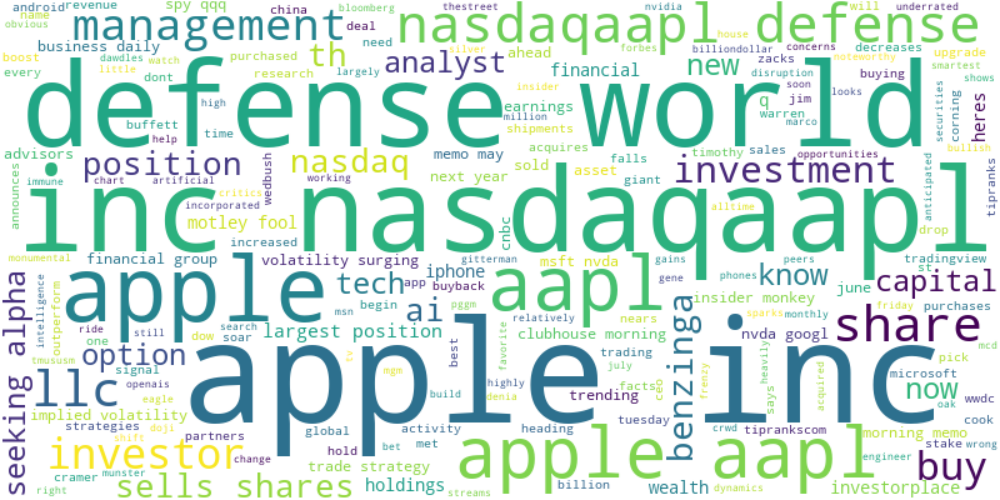 android
revenue
spy qqq
china
bloomberg
thestreet
nvidia
underrated
name
obvious
management
deal
nasdaqaapl defense
will
boost
dawdles
watch
business daily
th
purchased
need
analyst
ahead
house
forbes
billiondollar
concerns
decreases
upgrade
every
little
dont
research
largely
silver
financial
new
zacks
noteworthy
smartest
defense world
buffett
high
insider
million
earnings
shipments
disruption
buying
soon
looks
shows
securities
corning
heres
time
help
q
jim
warren
marco
bullish
advisors
announces
position
nasdaq
memo may
acquires
falls
investment
timothy
sales
opportunities
anticipated
tipranks
immune
chart
artificial
wedbush
working
next year
sold
asset
giant
inc nasdaqaapl
critics
incorporated
motley fool
increased
cnbc
alltime
drop
monumental
financial group
volatility surging
gitterman
msft nvda
gains
peers
tradingview
st
apple
tech
iphone
app
buyback
pggm
aapl
gene
phones
know
capital
intelligence
outperform
begin
msn
ai
relatively
insider monkey
june
purchases
seeking alpha
ride
dow
search
one
still
soar
largest position
nears
clubhouse morning
sparks
monthly
friday
nvda googl
share
mcd
tmususm
option
signal
openais
apple inc
tv
mgm
best
favorite
trading
july
benzinga
frenzy
says
heavily
pick
microsoft
llc
eagle
build
highly
denia
facts
ceo
trending
acquired
now
wwdc
oak
implied volatility
strategies
doji
shift
partners
global
activity
heading
tuesday
crwd
tiprankscom
morning memo
cook
investor
change
hold
bet
met
apple aapl
stake
wrong
engineer
cramer
munster
right
sells shares
trade strategy
holdings
streams
billion
wealth
dynamics
investorplace
buy